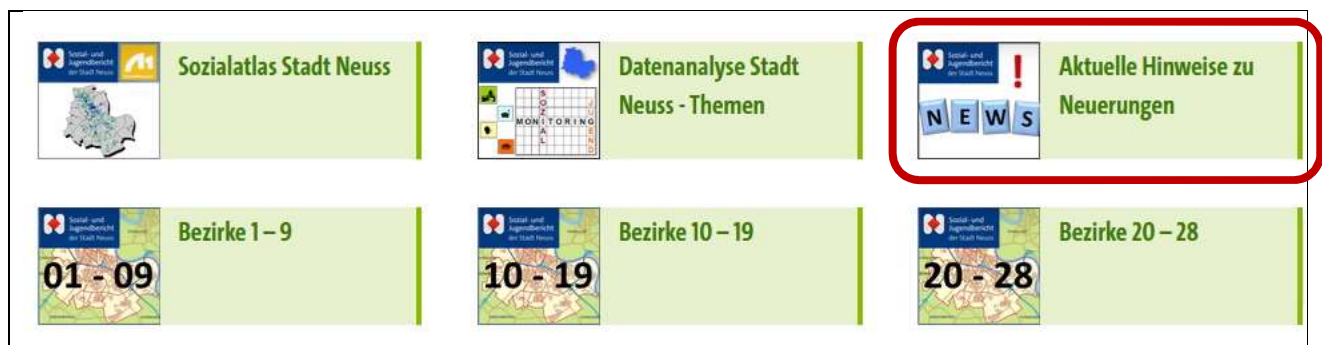 Sozial- und
Jugendbericht
der Stadt Neuss
Sozialatlas Stadt Neuss
Sozial- und
Jugendbericht
der Stadt Neuss
SOZIAL
MONITORING
JUGEND
Datenanalyse Stadt
Neuss - Themen
Sozial- und
Jugendbericht
der Stadt Neuss
!
NEWS
Aktuelle Hinweise zu
Neuerungen
Sozial- und
Jugendbericht
der Stadt Neuss
01 - 09
Bezirke 1 – 9
Sozial- und
Jugendbericht
der Stadt Neuss
10 - 19
Bezirke 10 – 19
Sozial- und
Jugendbericht
der Stadt Neuss
20 - 28
Bezirke 20 – 28